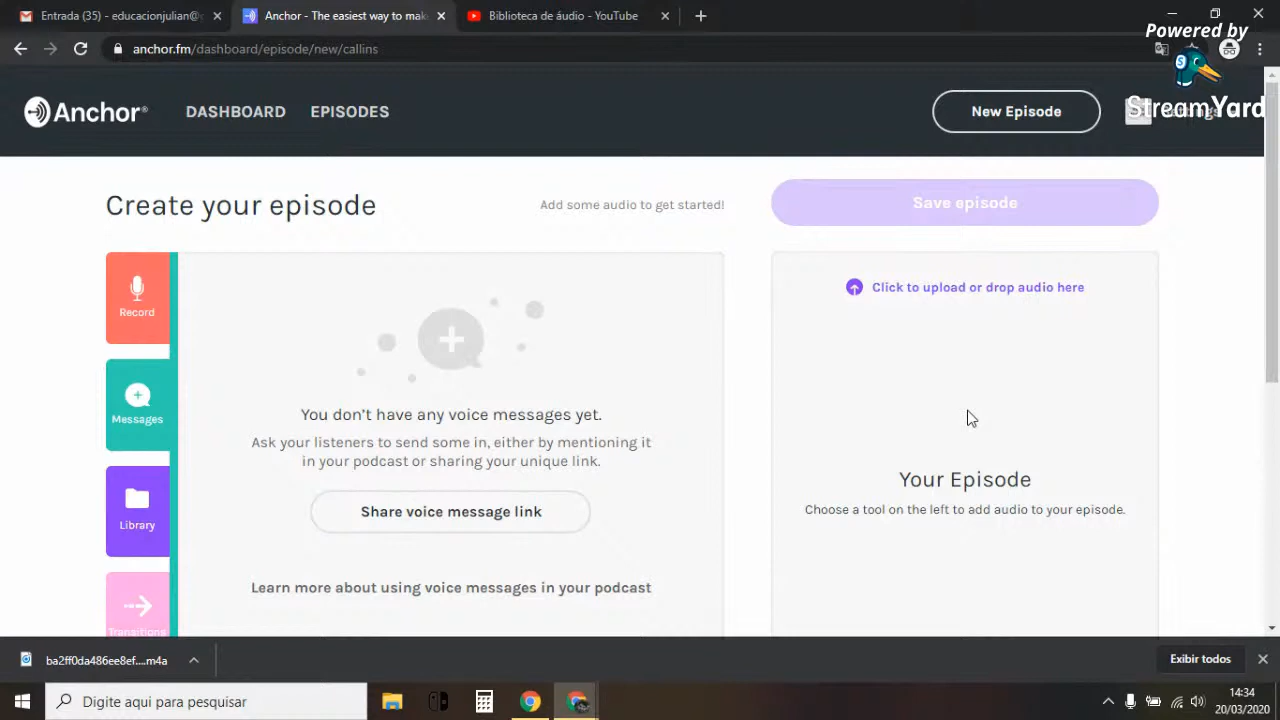 Entrada (35) - educacionjulian@
Anchor - The easiest way to mak
Biblioteca de áudio - YouTube
Powered by
StreamYard
anchor.fm/dashboard/episode/new/callins
Anchor®
DASHBOARD
EPISODES
New Episode
Create your episode
Add some audio to get started!
Save episode
Record
Messages
Library
Transitions
You don't have any voice messages yet.
Ask your listeners to send some in, either by mentioning it
in your podcast or sharing your unique link.
Share voice message link
Learn more about using voice messages in your podcast
Click to upload or drop audio here
Your Episode
Choose a tool on the left to add audio to your episode.
ba2ff0da486ee8ef....m4a
Exibir todos
Digite aqui para pesquisar
14:34
20/03/2020